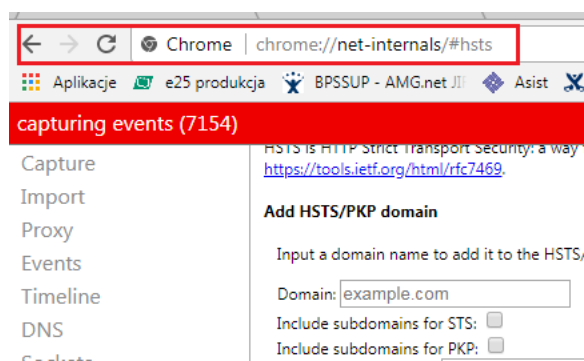 Chrome chrome://net-internals/#hsts
Aplikacje e25 produkcja BPSSUP - AMG.net Asist
capturing events (7154)
Capture
Import
Proxy
Events
Timeline
DNS
HSTS is HTTP Strict Transport Security: a way
https://tools.ietf.org/html/rfc7469.
Add HSTS/PKP domain
Input a domain name to add it to the HSTS/
Domain: example.com
Include subdomains for STS:
Include subdomains for PKP: